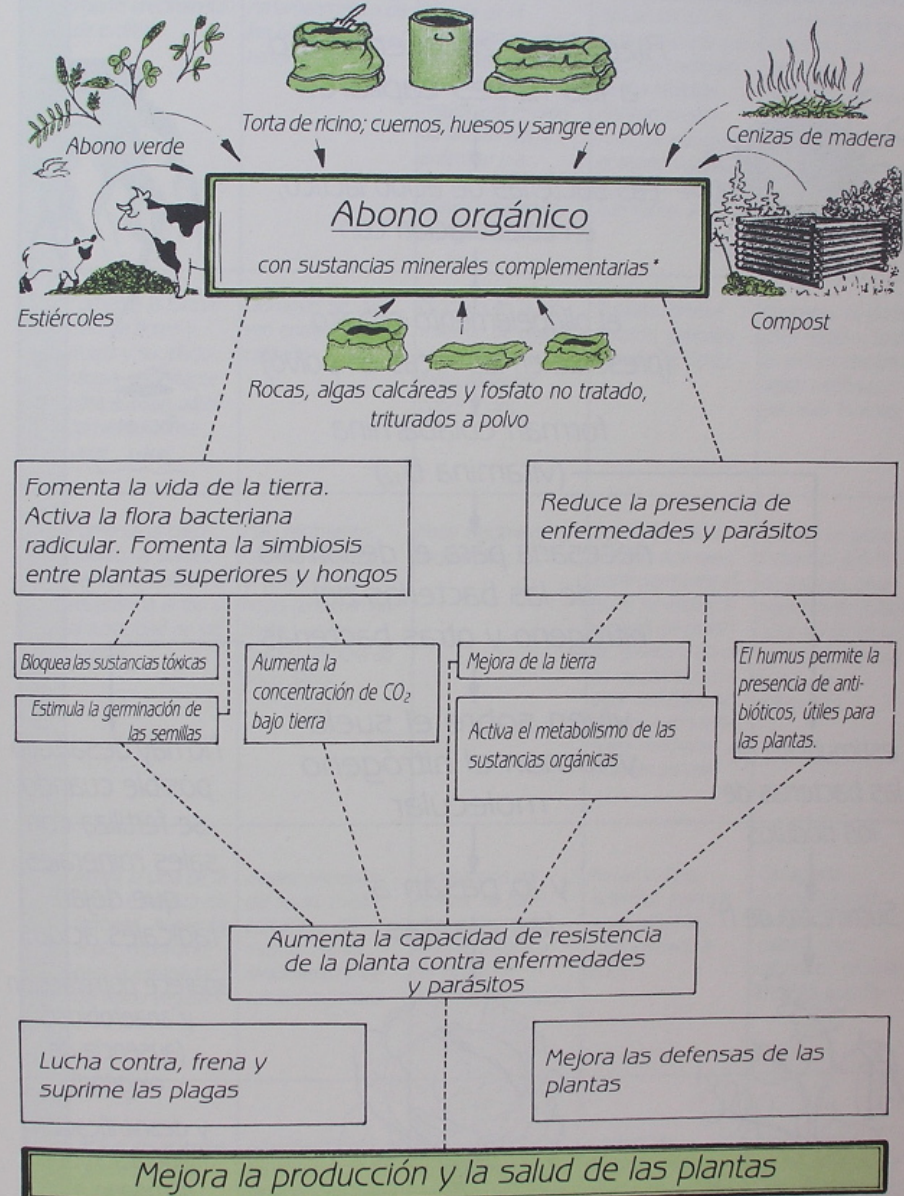 Torta de ricino; cuernos, huesos y sangre en polvo
Abono verde
Cenizas de madera
Abono orgánico
con sustancias minerales complementarias*
Estiércoles
Compost
Rocas, algas calcáreas y fosfato no tratado,
triturados a polvo
Fomenta la vida de la tierra.
Activa la flora bacteriana
radicular. Fomenta la simbiosis
entre plantas superiores y hongos
Reduce la presencia de
enfermedades y parásitos
Bloquea las sustancias tóxicas
Estimula la germinación de
las semillas
Aumenta la
concentración de CO₂
bajo tierra
Mejora de la tierra
Activa el metabolismo de las
sustancias orgánicas
El humus permite la
presencia de anti-
bióticos, útiles para
las plantas.
Aumenta la capacidad de resistencia
de la planta contra enfermedades
y parásitos
Lucha contra, frena y
suprime las plagas
Mejora las defensas de las
plantas
Mejora la producción y la salud de las plantas